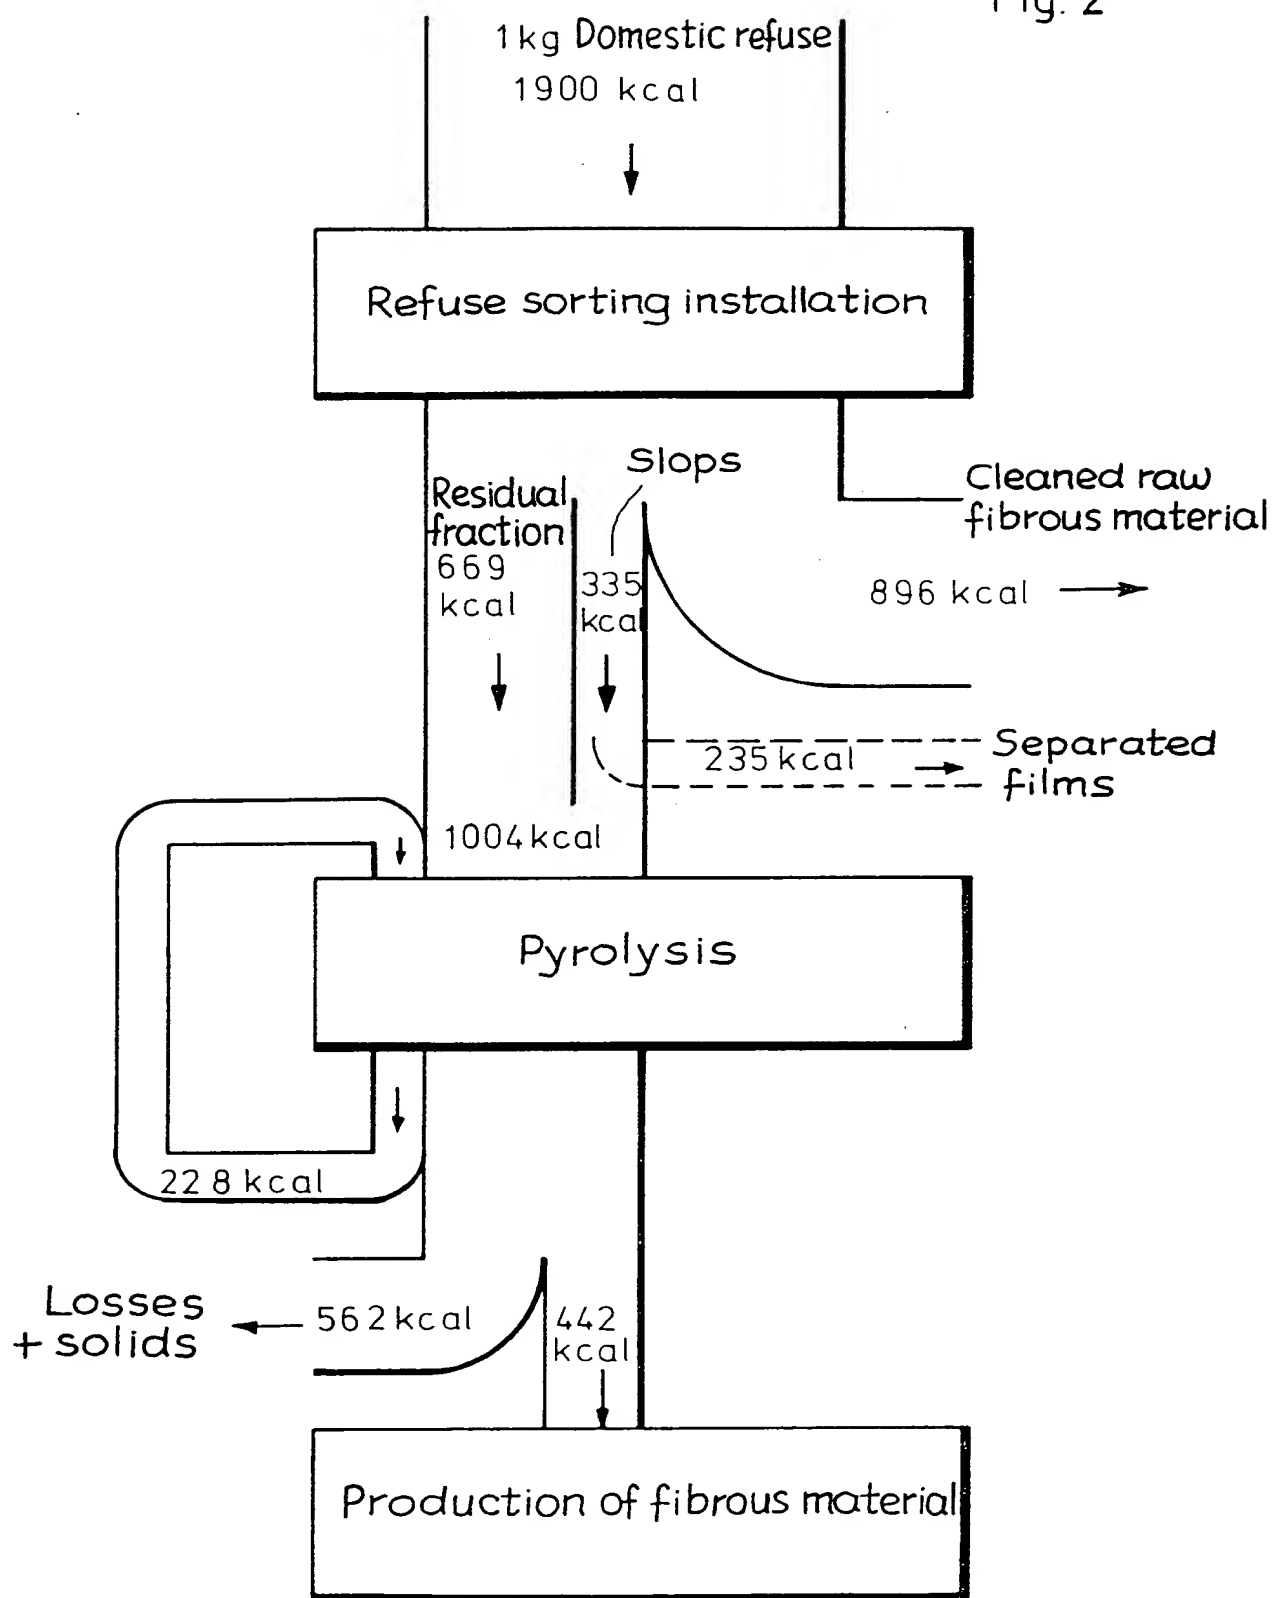 Fig. 2
1kg Domestic refuse
1900 kcal
Refuse sorting installation
Slops
Residual
fraction
669
kcal
335
kcal
Cleaned raw
fibrous material
896 kcal
235 kcal
Separated
films
1004 kcal
Pyrolysis
228 kcal
Losses
+ solids
562 kcal
442
kcal
Production of fibrous material